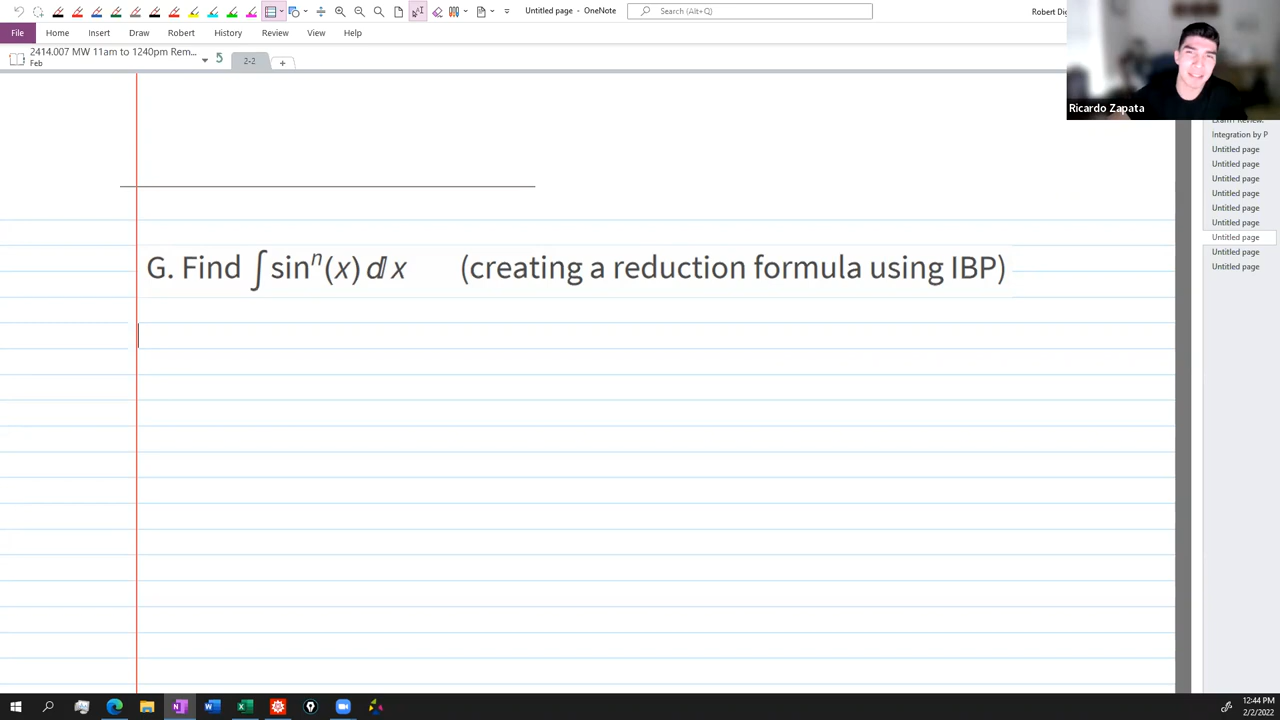 Untitled page - OneNote
Search (Alt+Q)
Robert Dig
File
Home
Insert
Draw
Robert
History
Review
View
Help
2414.007 MW 11am to 1240pm Rem...
Feb
2-2
Ricardo Zapata
Integration by P
Untitled page
Untitled page
Untitled page
Untitled page
Untitled page
Untitled page
Untitled page
Untitled page
Untitled page
G. Find ∫ sinⁿ(x) dx (creating a reduction formula using IBP)
12:44 PM
2/2/2022